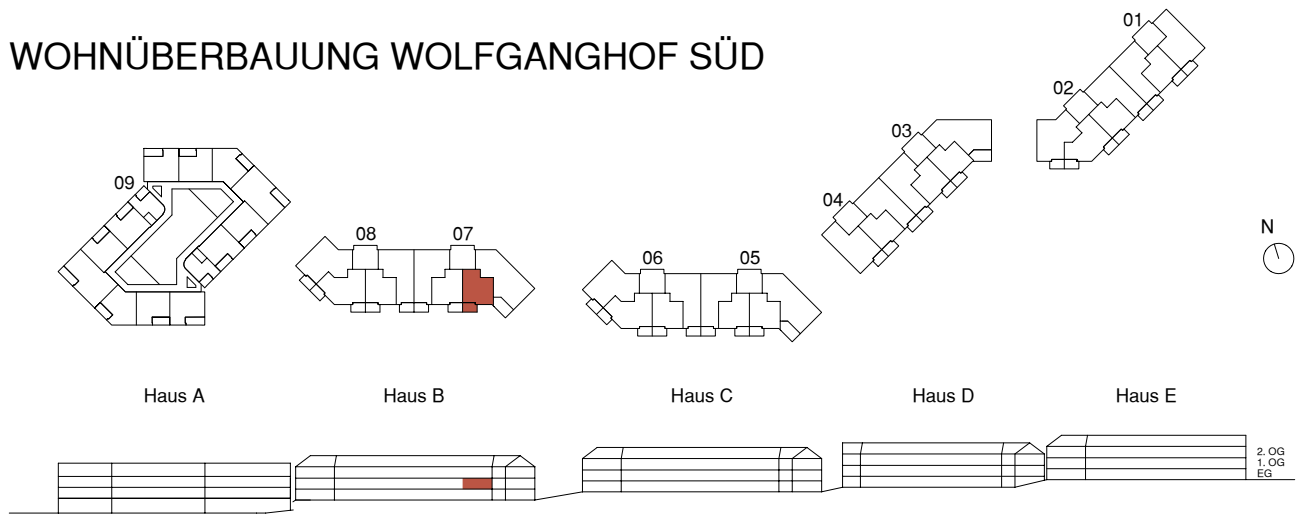 WOHNÜBERBAUUNG WOLFGANGHOF SÜD
01
02
03
04
09
08
07
06
05
N
Haus A
Haus B
Haus C
Haus D
Haus E
2. OG
1. OG
EG